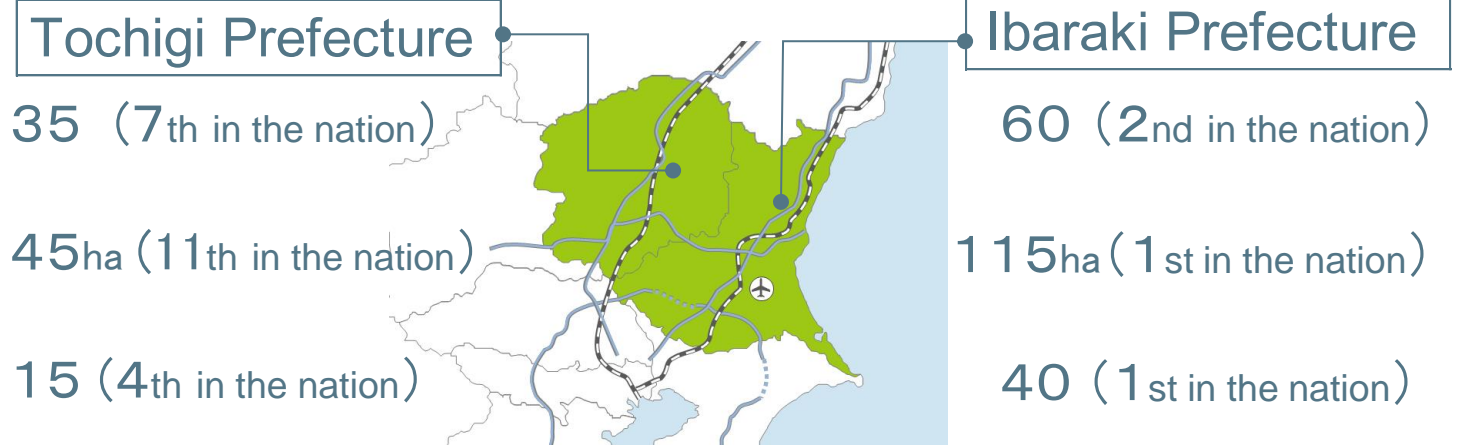 Tochigi Prefecture
Ibaraki Prefecture
35 (7th in the nation)
60 (2nd in the nation)
45ha (11th in the nation)
115ha (1st in the nation)
15 (4th in the nation)
40 (1st in the nation)